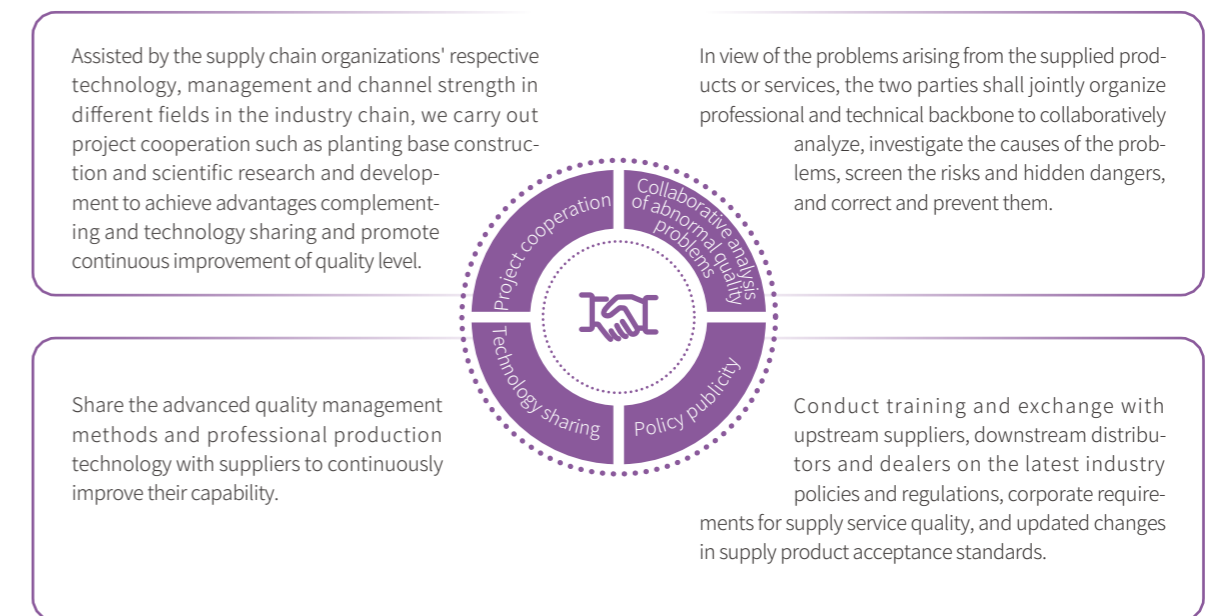 Assisted by the supply chain organizations' respective
technology, management and channel strength in
different fields in the industry chain, we carry out
project cooperation such as planting base construc-
tion and scientific research and develop-
ment to achieve advantages complement-
ing and technology sharing and promote
continuous improvement of quality level.
In view of the problems arising from the supplied prod-
ucts or services, the two parties shall jointly organize
professional and technical backbone to collaboratively
analyze, investigate the causes of the prob-
lems, screen the risks and hidden dangers,
and correct and prevent them.
Project cooperation
Collaborative analysis
of abnormal quality
problems
Technology sharing
Policy publicity
Share the advanced quality management
methods and professional production
technology with suppliers to continuously
improve their capability.
Conduct training and exchange with
upstream suppliers, downstream distribu-
tors and dealers on the latest industry
policies and regulations, corporate require-
ments for supply service quality, and updated changes
in supply product acceptance standards.